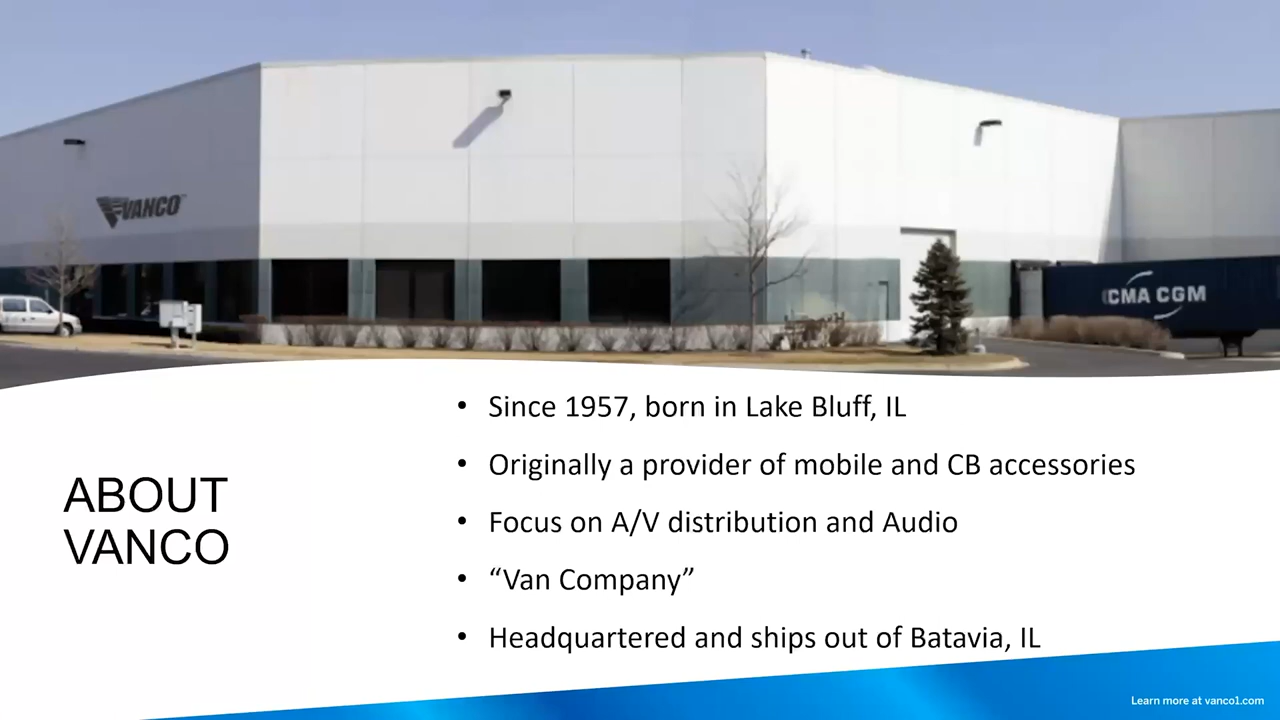 VANCO
CMA CGM
ABOUT
VANCO
• Since 1957, born in Lake Bluff, IL
• Originally a provider of mobile and CB accessories
• Focus on A/V distribution and Audio
• “Van Company”
• Headquartered and ships out of Batavia, IL
Learn more at vanco1.com